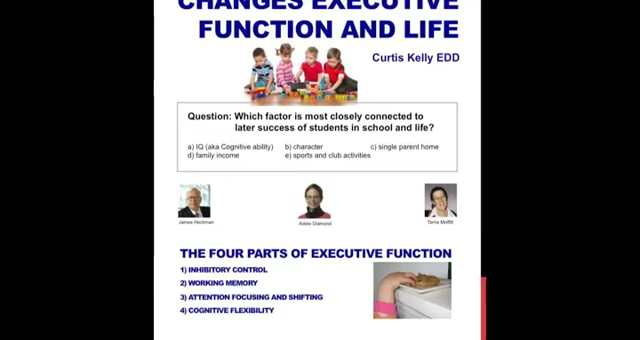 CHANGES EXECUTIVE
FUNCTION AND LIFE
Curtis Kelly EDD
Question: Which factor is most closely connected to
later success of students in school and life?
a) IQ (aka Cognitive ability) b) character c) single parent home
d) family income e) sports and club activities
James Heckman Adele Diamond Terrie Moffitt
THE FOUR PARTS OF EXECUTIVE FUNCTION
1) INHIBITORY CONTROL
2) WORKING MEMORY
3) ATTENTION FOCUSING AND SHIFTING
4) COGNITIVE FLEXIBILITY